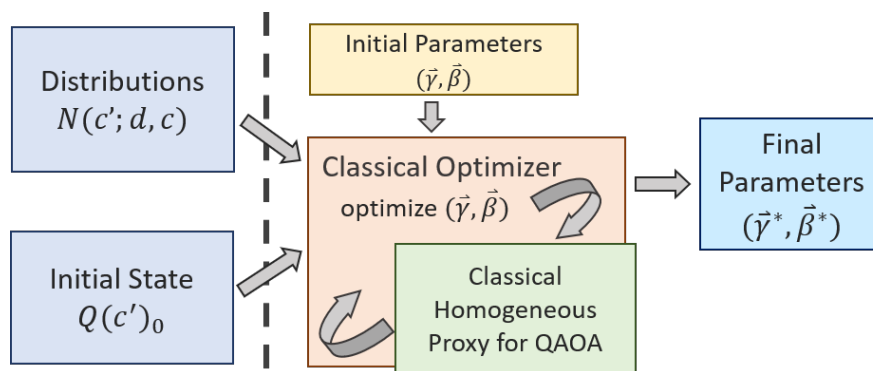 Distributions
N(c'; d, c)
Initial State
Q(c')₀
Initial Parameters
(γ⃗, β⃗)
Classical Optimizer
optimize (γ⃗, β⃗)
Classical
Homogeneous
Proxy for QAOA
Final
Parameters
(γ⃗*, β⃗*)